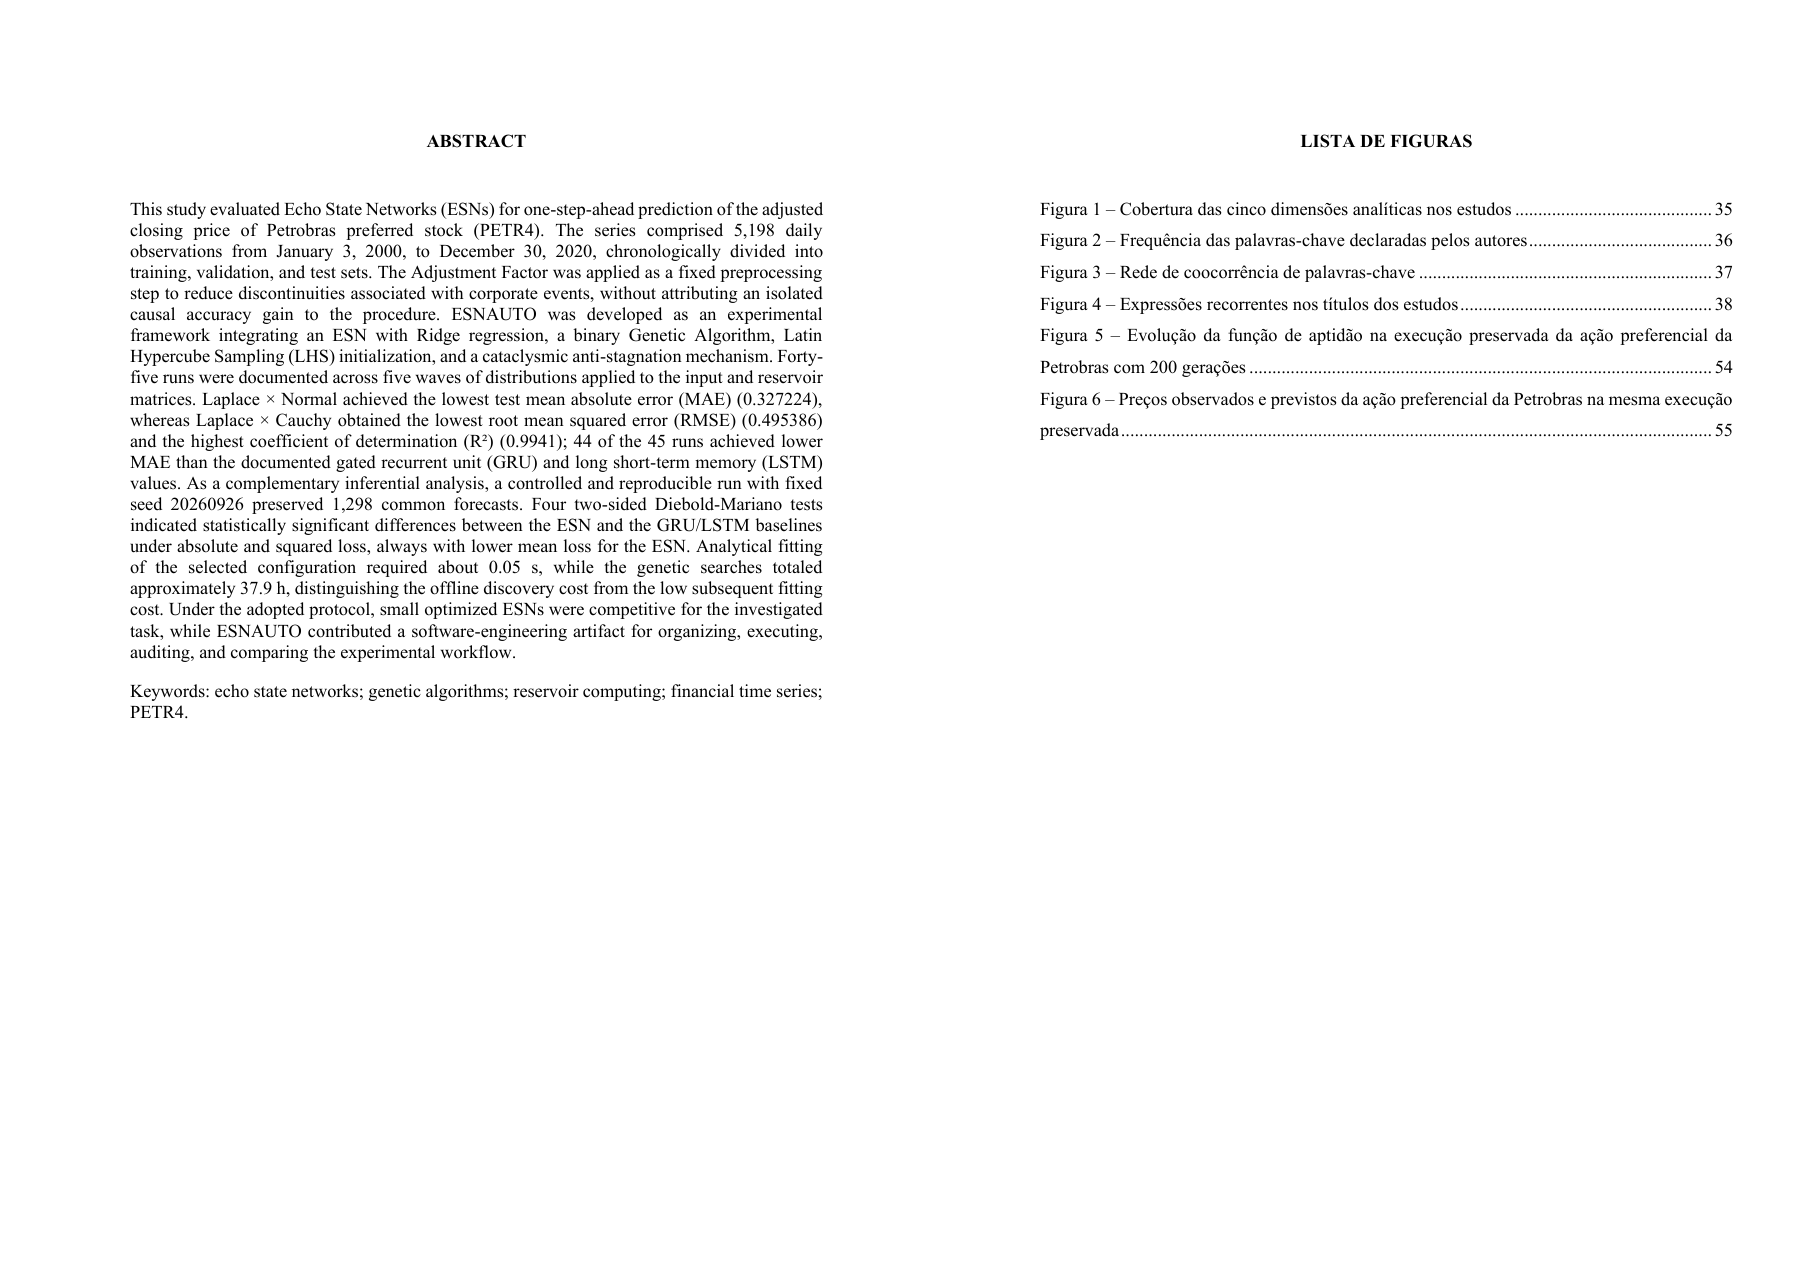 ABSTRACT
This study evaluated Echo State Networks (ESNs) for one-step-ahead prediction of the adjusted
closing price of Petrobras preferred stock (PETR4). The series comprised 5,198 daily
observations from January 3, 2000, to December 30, 2020, chronologically divided into
training, validation, and test sets. The Adjustment Factor was applied as a fixed preprocessing
step to reduce discontinuities associated with corporate events, without attributing an isolated
causal accuracy gain to the procedure. ESNAUTO was developed as an experimental
framework integrating an ESN with Ridge regression, a binary Genetic Algorithm, Latin
Hypercube Sampling (LHS) initialization, and a cataclysmic anti-stagnation mechanism. Forty-
five runs were documented across five waves of distributions applied to the input and reservoir
matrices. Laplace × Normal achieved the lowest test mean absolute error (MAE) (0.327224),
whereas Laplace × Cauchy obtained the lowest root mean squared error (RMSE) (0.495386)
and the highest coefficient of determination (R²) (0.9941); 44 of the 45 runs achieved lower
MAE than the documented gated recurrent unit (GRU) and long short-term memory (LSTM)
values. As a complementary inferential analysis, a controlled and reproducible run with fixed
seed 20260926 preserved 1,298 common forecasts. Four two-sided Diebold-Mariano tests
indicated statistically significant differences between the ESN and the GRU/LSTM baselines
under absolute and squared loss, always with lower mean loss for the ESN. Analytical fitting
of the selected configuration required about 0.05 s, while the genetic searches totaled
approximately 37.9 h, distinguishing the offline discovery cost from the low subsequent fitting
cost. Under the adopted protocol, small optimized ESNs were competitive for the investigated
task, while ESNAUTO contributed a software-engineering artifact for organizing, executing,
auditing, and comparing the experimental workflow.
Keywords: echo state networks; genetic algorithms; reservoir computing; financial time series;
PETR4.
LISTA DE FIGURAS
Figura 1 – Cobertura das cinco dimensões analíticas nos estudos ............................................ 35
Figura 2 – Frequência das palavras-chave declaradas pelos autores ......................................... 36
Figura 3 – Rede de coocorrência de palavras-chave .................................................................. 37
Figura 4 – Expressões recorrentes nos títulos dos estudos ......................................................... 38
Figura 5 – Evolução da função de aptidão na execução preservada da ação preferencial da
Petrobras com 200 gerações ........................................................................................................ 54
Figura 6 – Preços observados e previstos da ação preferencial da Petrobras na mesma execução
preservada ..................................................................................................................................... 55